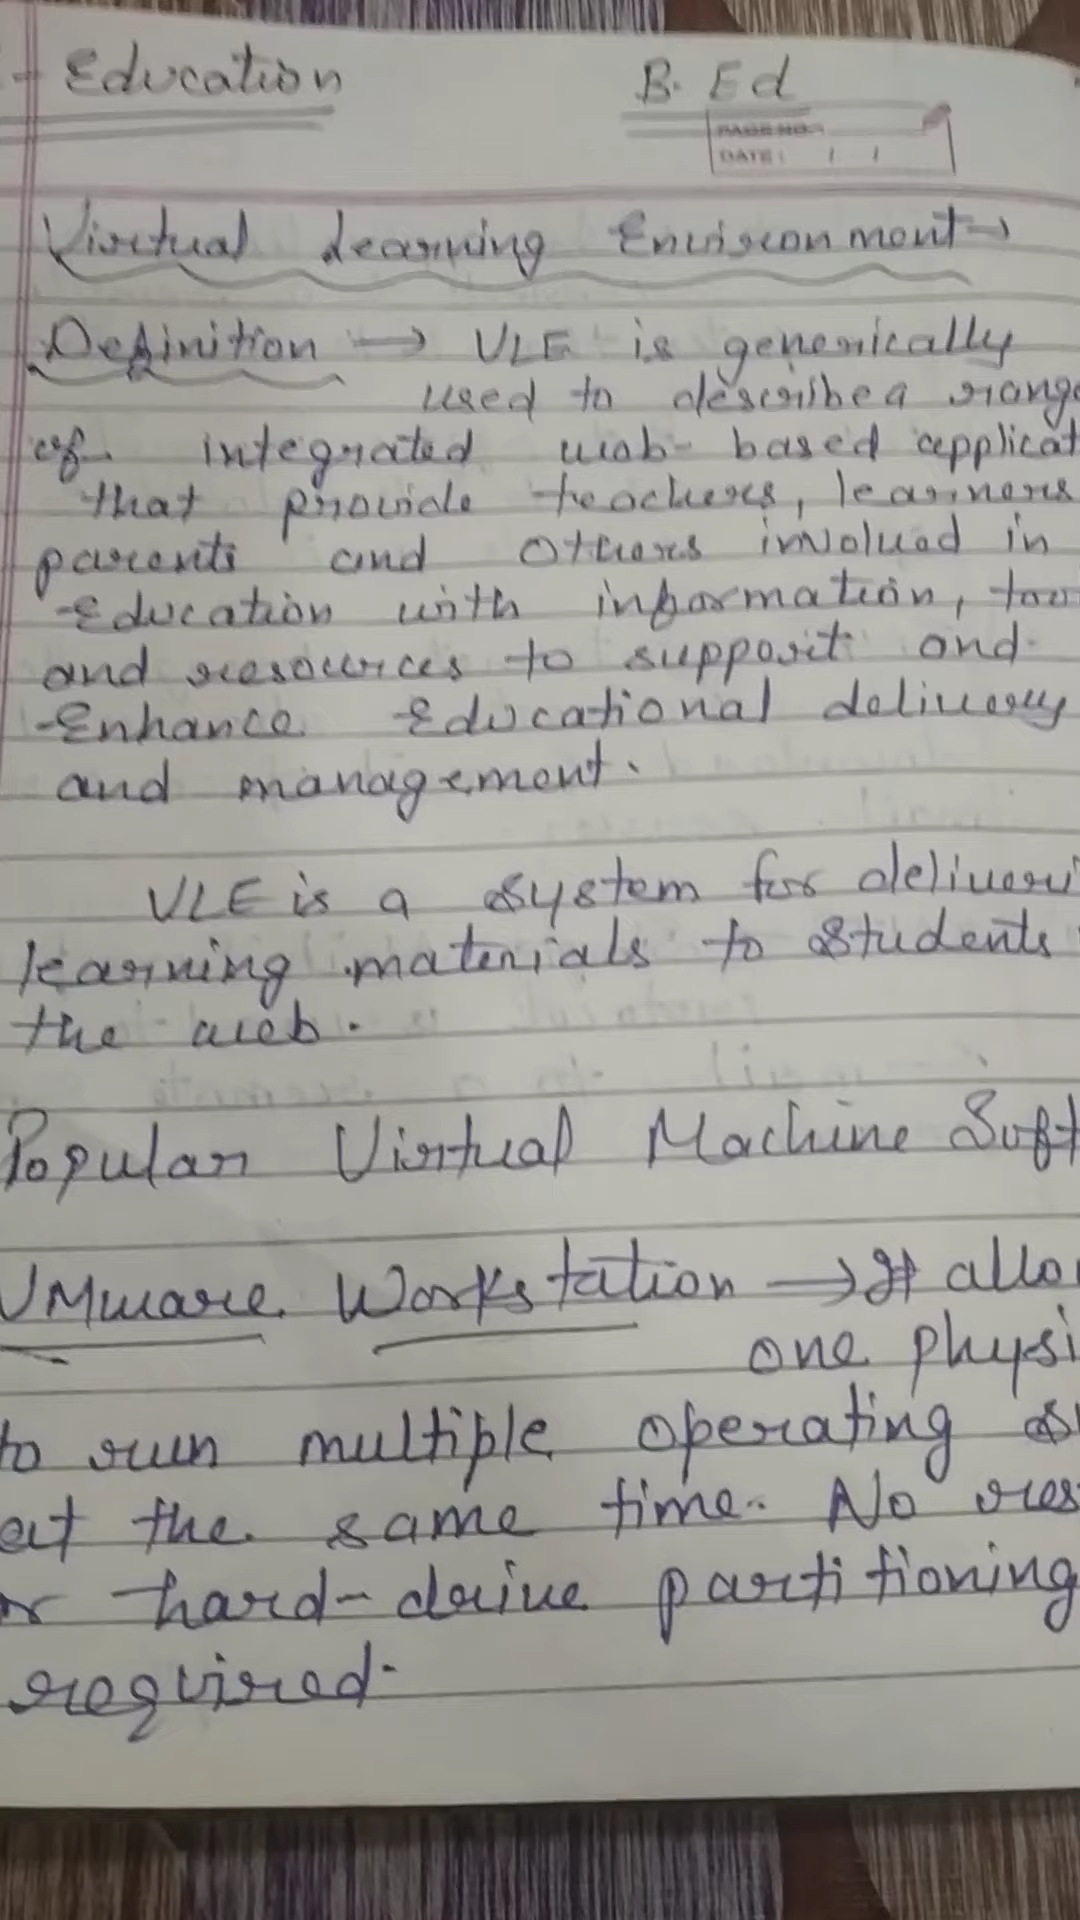 - Education B. Ed
PAGE NO.:
DATE: / /
Virtual Learning Environment →
Definition → VLE is generically
used to describe a rang
of integrated web-based applicat
that provide teachers, learners
parents and others involved in
Education with information, too
and resources to support and
Enhance Educational delivery
and management.
VLE is a system for deliveri
learning materials to students
the web.
Popular Virtual Machine Soft
VMware Workstation → It allo
one physi
to run multiple operating s
at the same time. No res
r hard-drive partitioning
required.